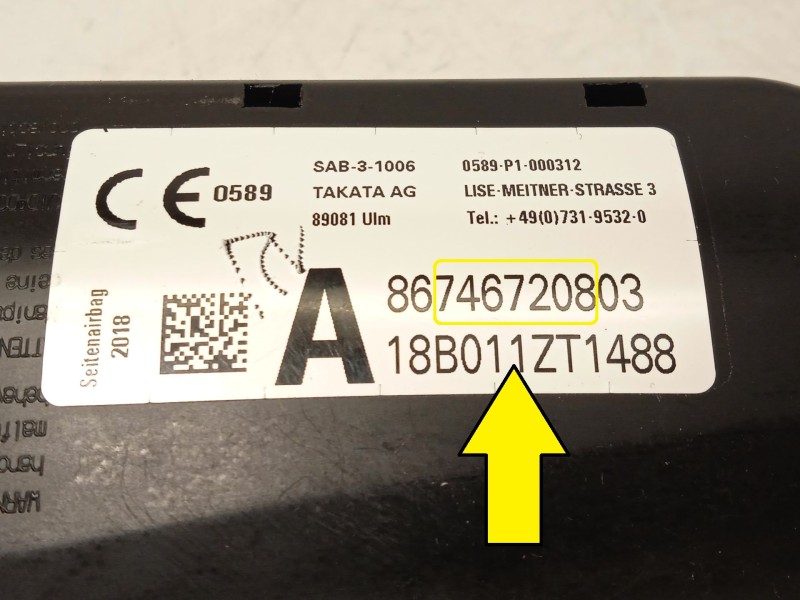 CE 0589
SAB-3-1006
0589-P1-000312
TAKATA AG
LISE-MEITNER-STRASSE 3
89081 Ulm
Tel.: +49(0)731-9532-0
Seitenairbag
2018
A
86746720803
18B011ZT1488